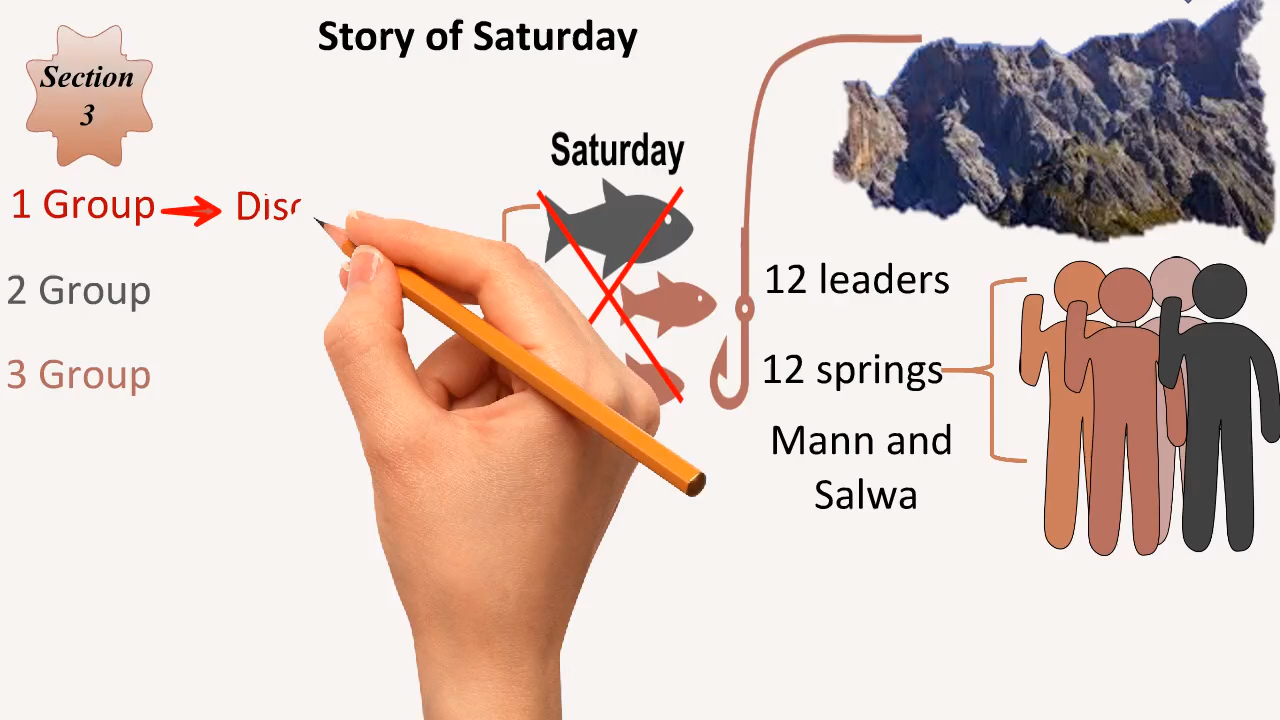 Story of Saturday
Section
3
Saturday
1 Group
2 Group
3 Group
12 leaders
12 springs
Mann and
Salwa